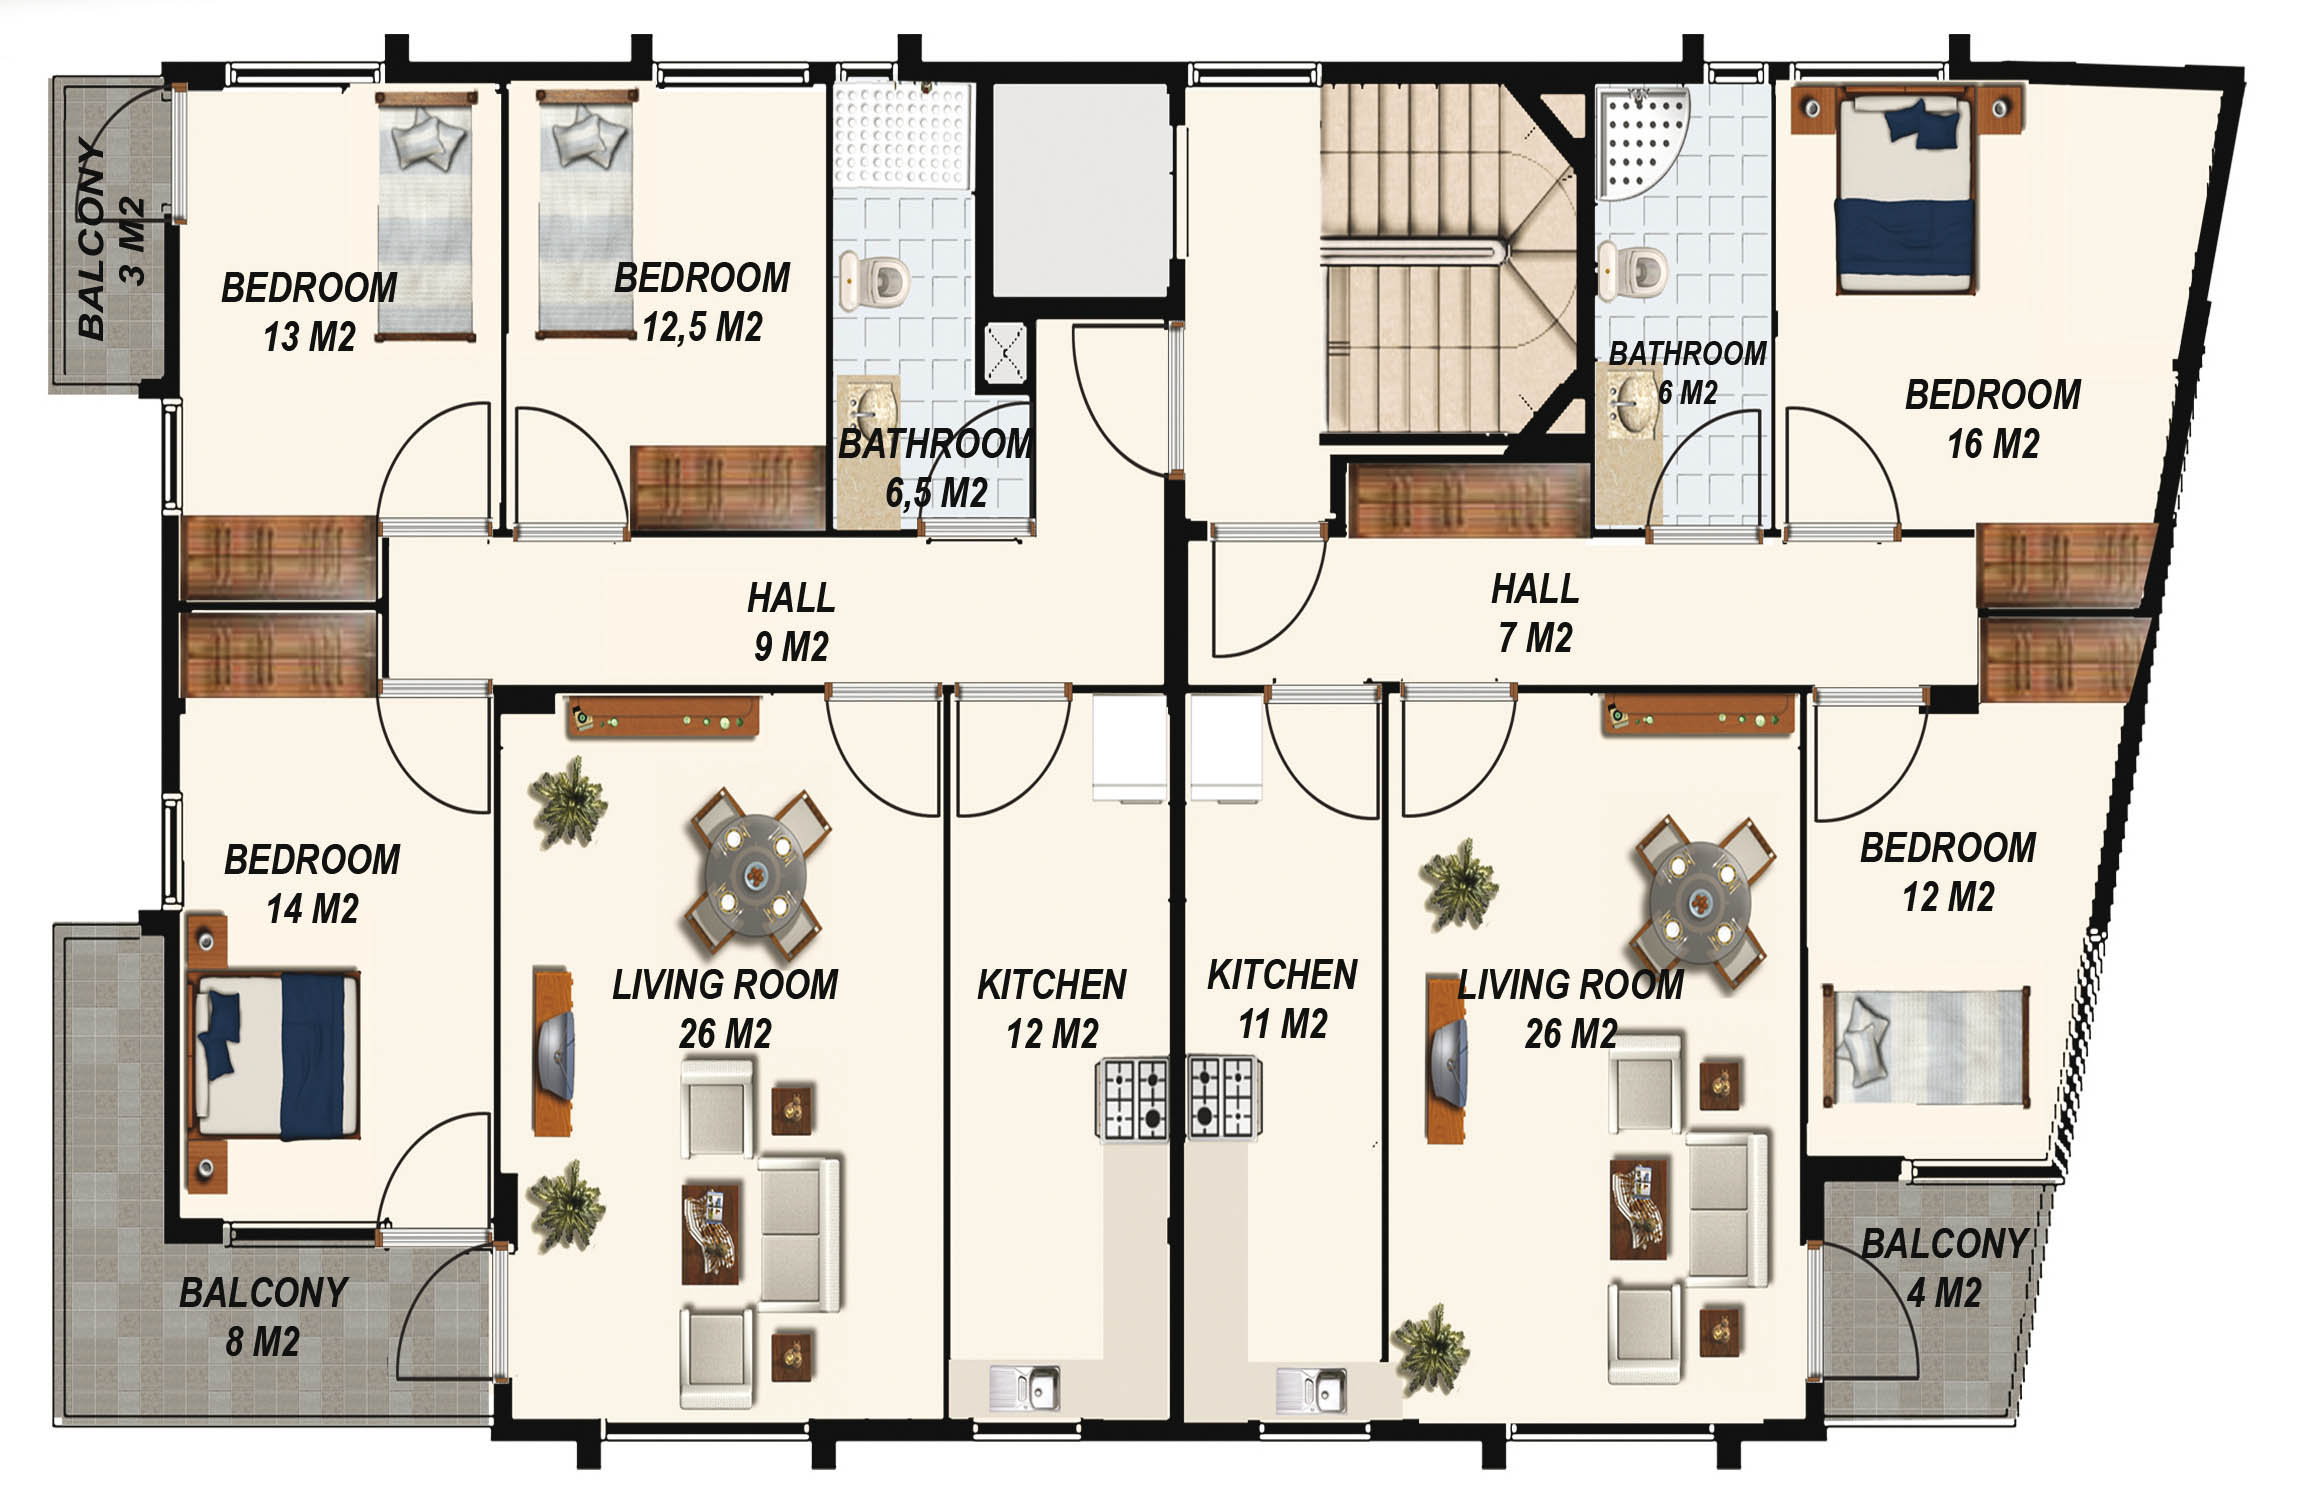 BALCONY
3 M2
BEDROOM
13 M2
BEDROOM
12,5 M2
BATHROOM
6,5 M2
BATHROOM
6 M2
BEDROOM
16 M2
HALL
9 M2
HALL
7 M2
BEDROOM
14 M2
LIVING ROOM
26 M2
KITCHEN
12 M2
KITCHEN
11 M2
LIVING ROOM
26 M2
BEDROOM
12 M2
BALCONY
8 M2
BALCONY
4 M2